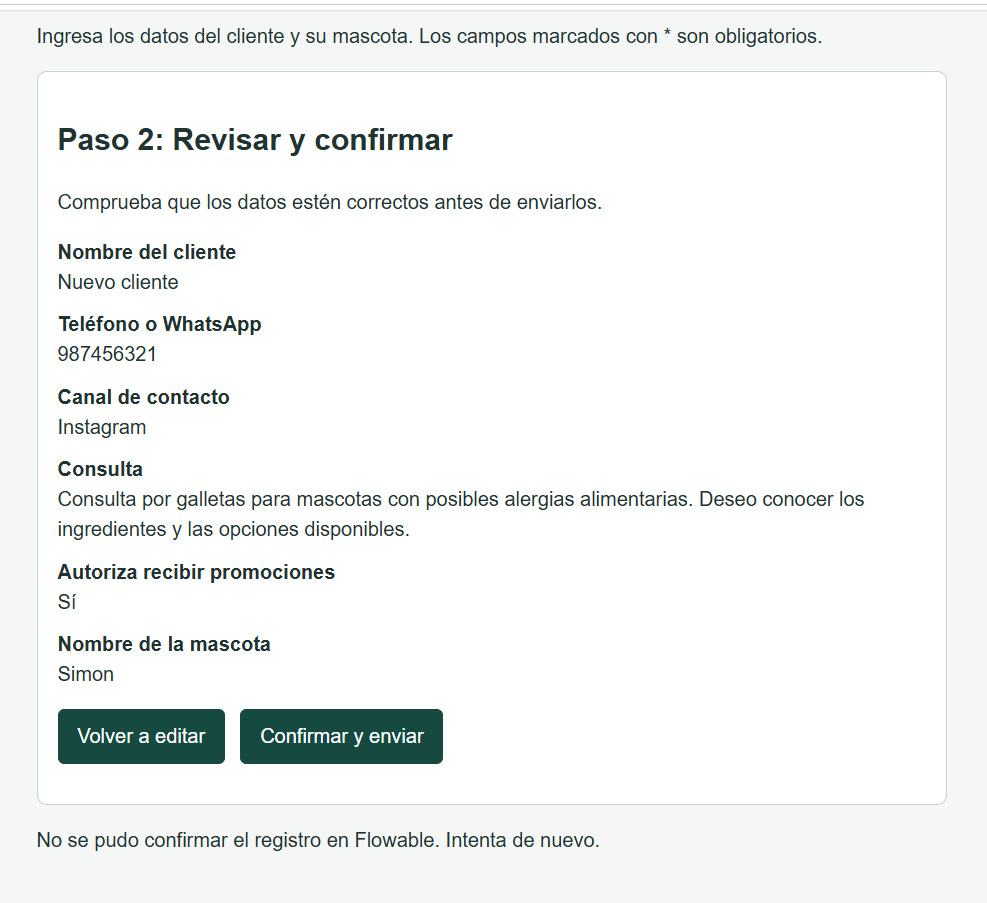 Ingresa los datos del cliente y su mascota. Los campos marcados con * son obligatorios.
Paso 2: Revisar y confirmar
Comprueba que los datos estén correctos antes de enviarlos.
Nombre del cliente
Nuevo cliente
Teléfono o WhatsApp
987456321
Canal de contacto
Instagram
Consulta
Consulta por galletas para mascotas con posibles alergias alimentarias. Deseo conocer los
ingredientes y las opciones disponibles.
Autoriza recibir promociones
Sí
Nombre de la mascota
Simon
Volver a editar
Confirmar y enviar
No se pudo confirmar el registro en Flowable. Intenta de nuevo.